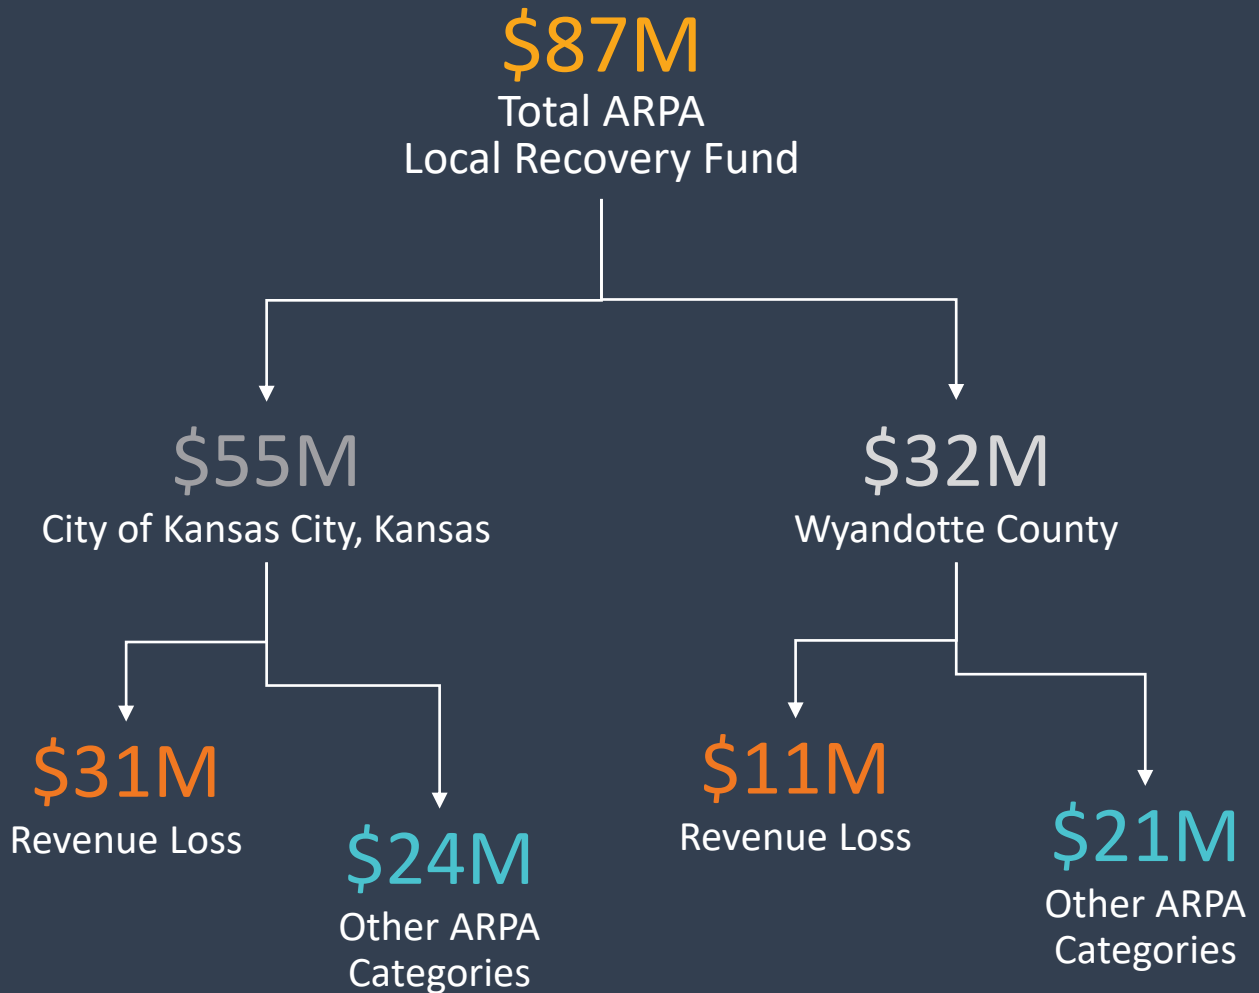 $87M
Total ARPA
Local Recovery Fund
$55M
City of Kansas City, Kansas
$32M
Wyandotte County
$31M
Revenue Loss
$24M
Other ARPA
Categories
$11M
Revenue Loss
$21M
Other ARPA
Categories